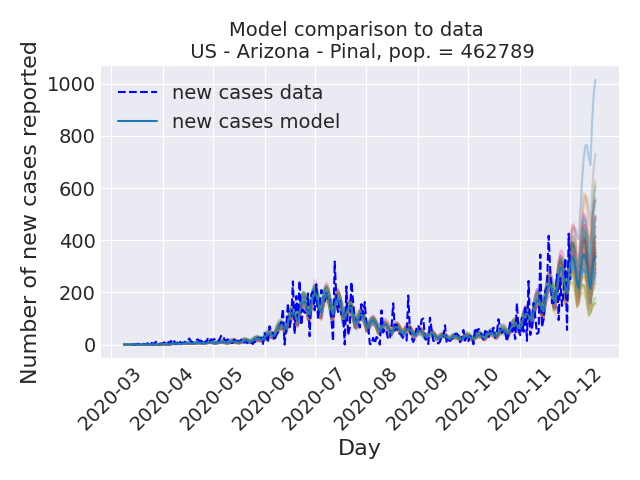 Model comparison to data
US - Arizona - Pinal, pop. = 462789
Number of new cases reported
1000
800
600
400
200
0
new cases data
new cases model
2020-03
2020-04
2020-05
2020-06
2020-07
2020-08
2020-09
2020-10
2020-11
2020-12
Day